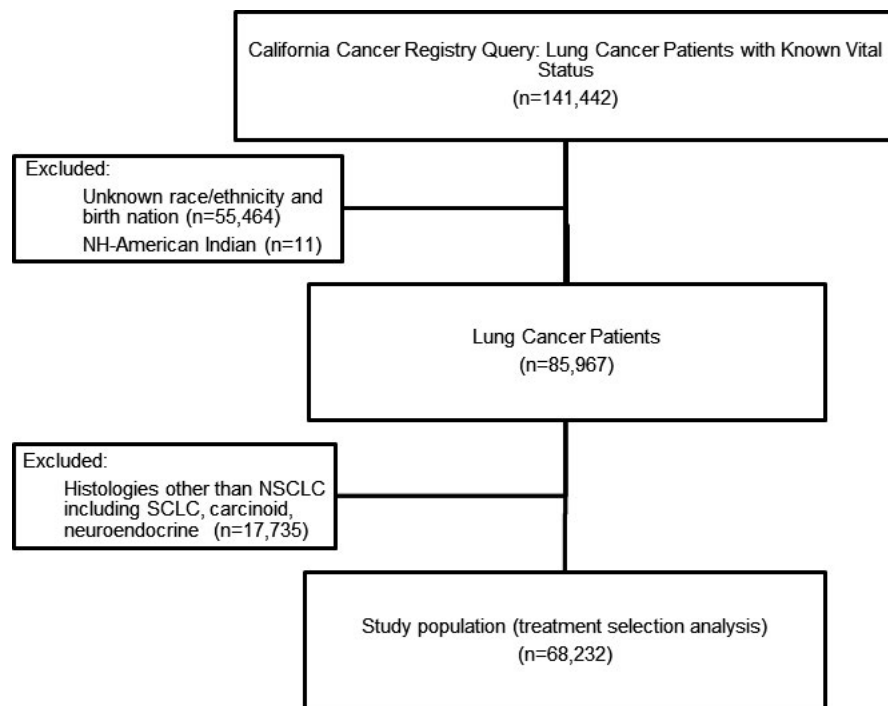 California Cancer Registry Query: Lung Cancer Patients with Known Vital
Status
(n=141,442)
Excluded:
Unknown race/ethnicity and
birth nation (n=55,464)
NH-American Indian (n=11)
Lung Cancer Patients
(n=85,967)
Excluded:
Histologies other than NSCLC
including SCLC, carcinoid,
neuroendocrine (n=17,735)
Study population (treatment selection analysis)
(n=68,232)